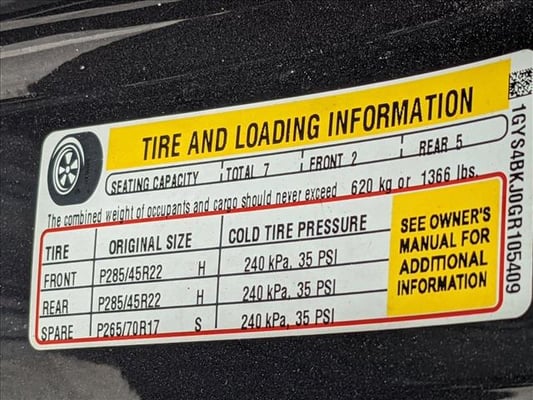 TIRE AND LOADING INFORMATION
SEATING CAPACITY TOTAL 7 FRONT 2 REAR 5
The combined weight of occupants and cargo should never exceed 620 kg or 1366 lbs.
TIRE ORIGINAL SIZE COLD TIRE PRESSURE
FRONT P285/45R22 H 240 kPa, 35 PSI
REAR P285/45R22 H 240 kPa, 35 PSI
SPARE P265/70R17 S 240 kPa, 35 PSI
SEE OWNER'S
MANUAL FOR
ADDITIONAL
INFORMATION
1GYS4BKJ0GR105409